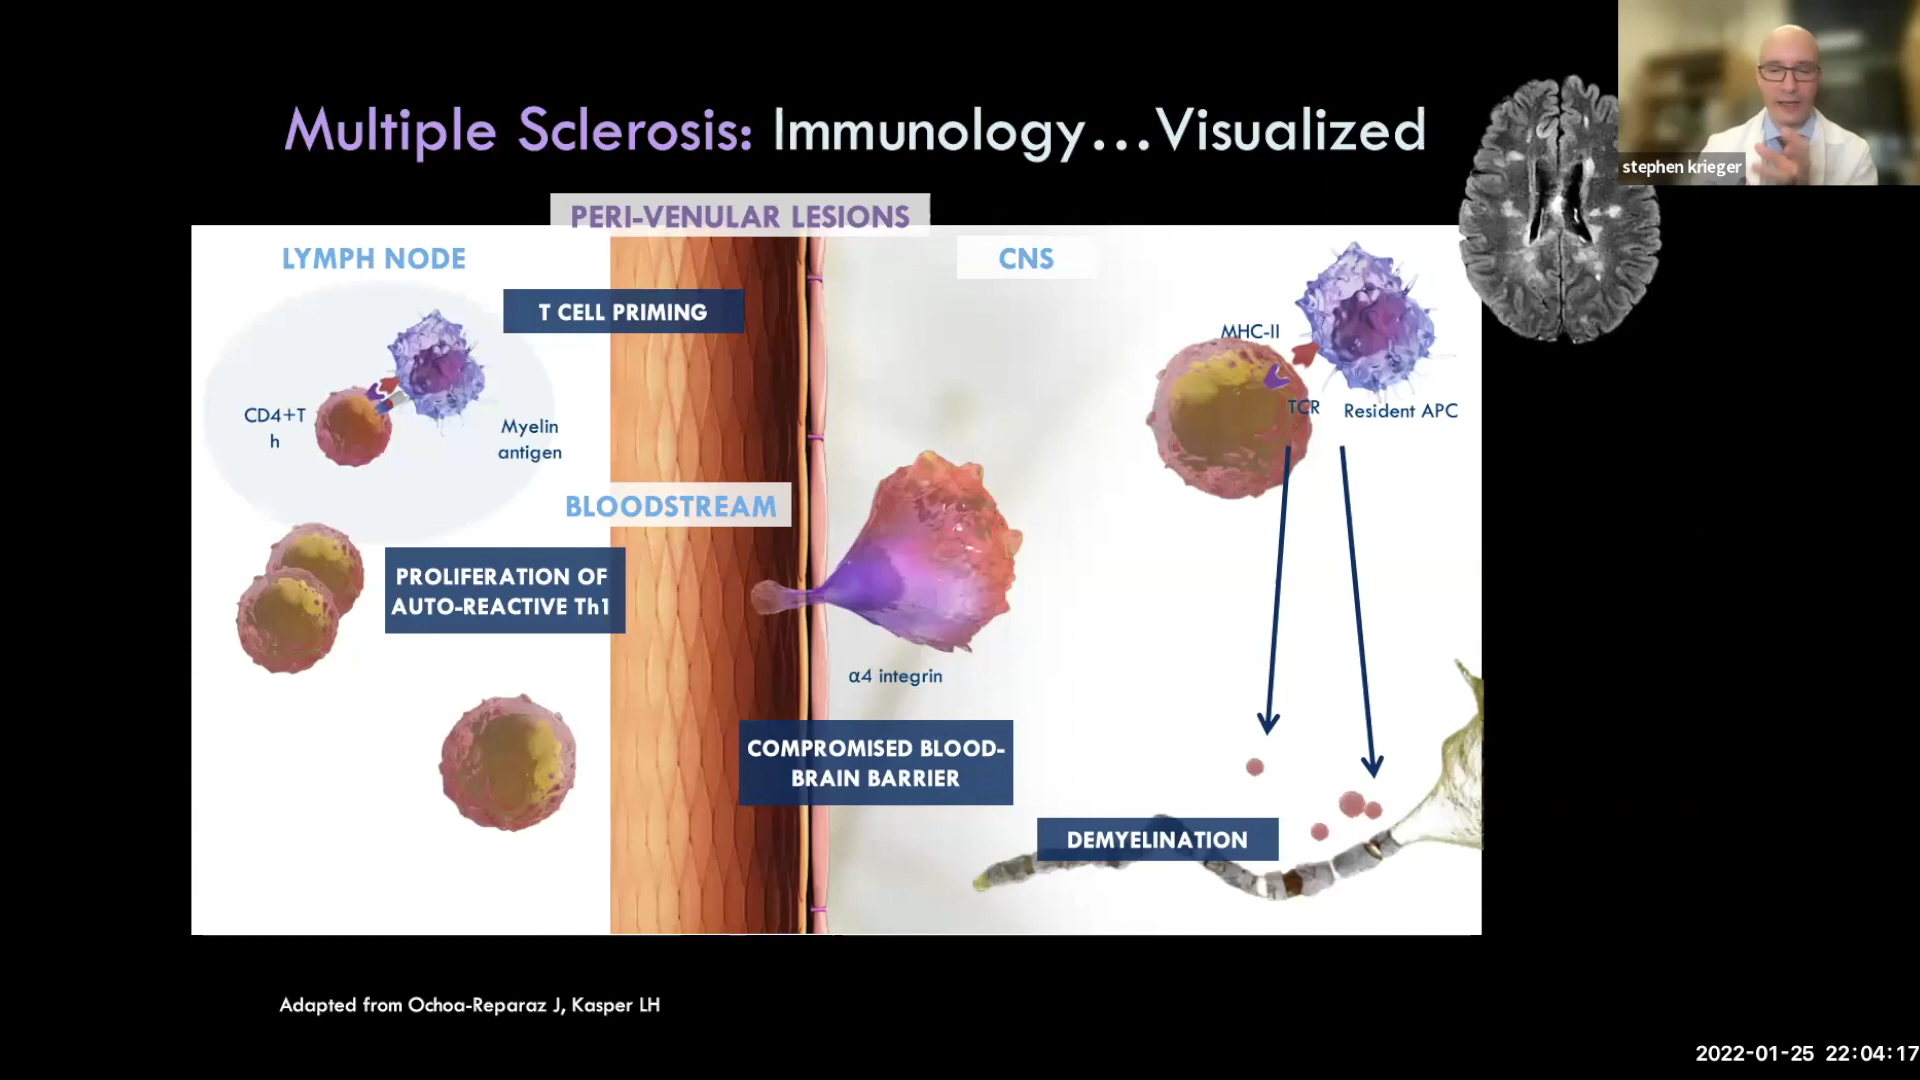 Multiple Sclerosis: Immunology...Visualized
stephen krieger
PERI-VENULAR LESIONS
LYMPH NODE
CNS
T CELL PRIMING
MHC-II
CD4+T
h
Myelin
antigen
TCR
Resident APC
BLOODSTREAM
PROLIFERATION OF
AUTO-REACTIVE Th1
α4 integrin
COMPROMISED BLOOD-
BRAIN BARRIER
DEMYELINATION
Adapted from Ochoa-Reparaz J, Kasper LH
2022-01-25 22:04:17